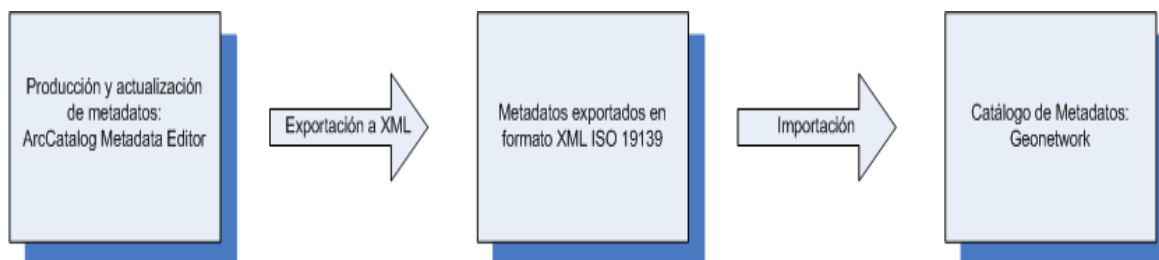 Producción y actualización
de metadatos:
ArcCatalog Metadata Editor
Exportación a XML
Metadatos exportados en
formato XML ISO 19139
Importación
Catálogo de Metadatos:
Geonetwork